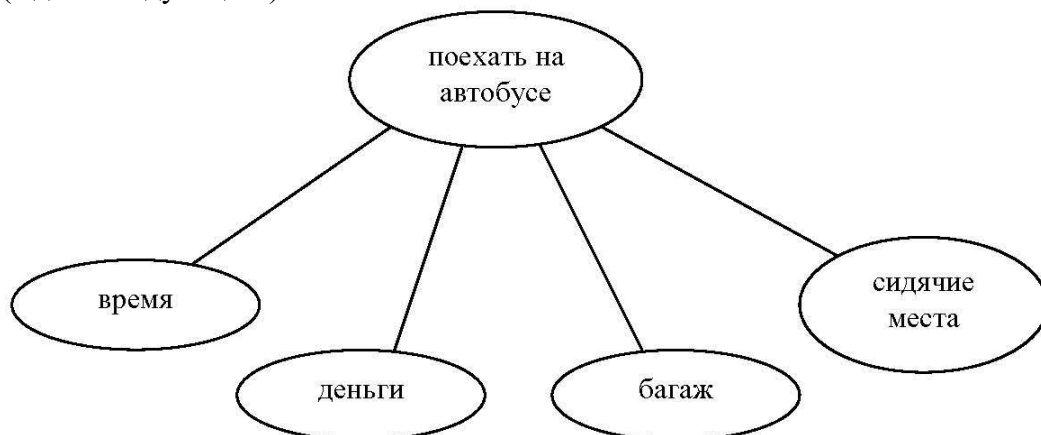 поехать на
автобусе
время
сидячие
места
деньги
багаж